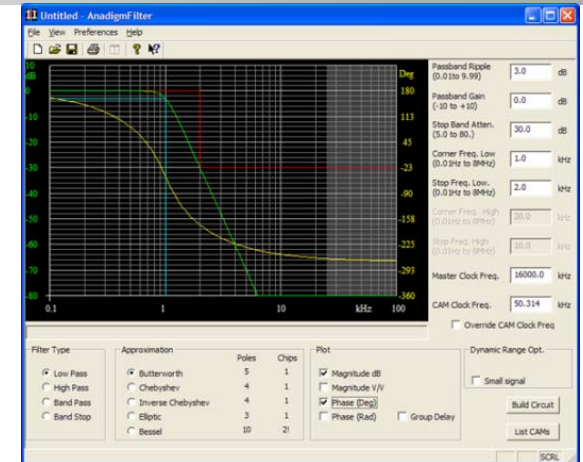 Untitled - AnadigmFilter
File View Preferences Help
10
dB
0
-10
-20
-30
-40
-50
-60
-70
-80
Deg
180
113
45
-23
-90
-158
-225
-293
-360
0.1 1 10 kHz 100
Passband Ripple
(0.01to 9.99) 3.0 dB
Passband Gain
(-10 to +10) 0.0 dB
Stop Band Atten.
(5.0 to 80.) 30.0 dB
Corner Freq. Low
(0.01Hz to 8MHz) 1.0 kHz
Stop Freq. Low.
(0.01Hz to 8MHz) 2.0 kHz
Corner Freq. High
(0.01Hz to 8MHz) 20.0 kHz
Stop Freq. High
(0.01Hz to 8MHz) 10.0 kHz
Master Clock Freq. 16000.0 kHz
CAM Clock Freq. 50.314 kHz
Override CAM Clock Freq
Filter Type
Low Pass
High Pass
Band Pass
Band Stop
Approximation Poles Chips
Butterworth 5 1
Chebyshev 4 1
Inverse Chebyshev 4 1
Elliptic 3 1
Bessel 10 2!
Plot
Magnitude dB
Magnitude V/V
Phase (Deg)
Phase (Rad) Group Delay
Dynamic Range Opt.
Small signal
Build Circuit
List CAMs
SCRL